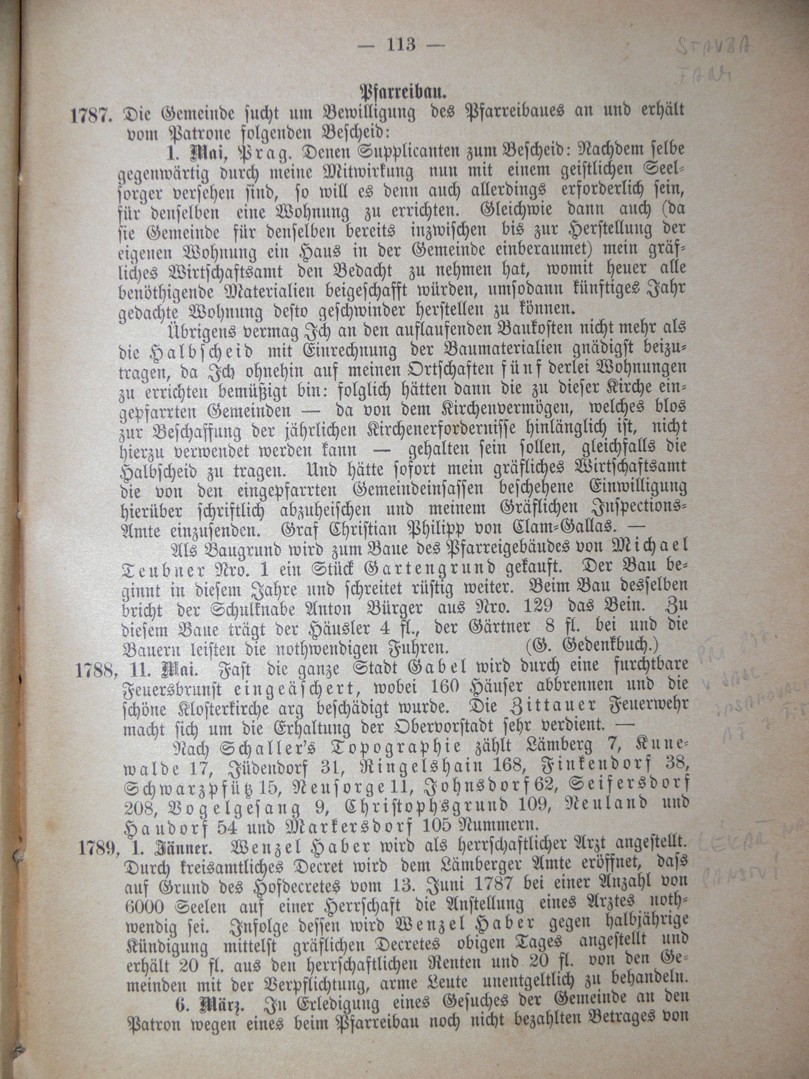 — 113 —
STAVBA
FARY
Pfarreibau.
1787. Die Gemeinde sucht um Bewilligung des Pfarreibaues an und erhält
vom Patrone folgenden Bescheid:
1. Mai, Prag. Denen Supplicanten zum Bescheid: Nachdem selbe
gegenwärtig durch meine Mitwirkung nun mit einem geistlichen Seel-
sorger versehen sind, so will es denn auch allerdings erforderlich sein,
für denselben eine Wohnung zu errichten. Gleichwie dann auch (da
sie Gemeinde für denselben bereits inzwischen bis zur Herstellung der
eigenen Wohnung ein Haus in der Gemeinde einberaumet) mein gräf-
liches Wirtschaftsamt den Bedacht zu nehmen hat, womit heuer alle
benöthigende Materialien beigeschafft würden, umsodann künftiges Jahr
gedachte Wohnung desto geschwinder herstellen zu können.
Übrigens vermag Ich an den auflaufenden Baukosten nicht mehr als
die Halbscheid mit Einrechnung der Baumaterialien gnädigst beizu-
tragen, da Ich ohnehin auf meinen Ortschaften fünf derlei Wohnungen
zu errichten bemüßigt bin: folglich hätten dann die zu dieser Kirche ein-
gepfarrten Gemeinden — da von dem Kirchenvermögen, welches blos
zur Beschaffung der jährlichen Kirchenerfordernisse hinlänglich ist, nicht
hierzu verwendet werden kann — gehalten sein sollen, gleichfalls die
Halbscheid zu tragen. Und hätte sofort mein gräfliches Wirtschaftsamt
die von den eingepfarrten Gemeindeinsassen beschehene Einwilligung
hierüber schriftlich abzuheischen und meinem Gräflichen Inspections-
Amte einzusenden. Graf Christian Philipp von Clam-Gallas. —
Als Baugrund wird zum Baue des Pfarreigebäudes von Michael
Teubner Nro. 1 ein Stück Gartengrund gekauft. Der Bau be-
ginnt in diesem Jahre und schreitet rüstig weiter. Beim Bau desselben
bricht der Schulknabe Anton Bürger aus Nro. 129 das Bein. Zu
diesem Baue trägt der Häusler 4 fl., der Gärtner 8 fl. bei und die
Bauern leisten die nothwendigen Fuhren. (G. Gedenkbuch.)
1788, 11. Mai. Fast die ganze Stadt Gabel wird durch eine furchtbare
Feuersbrunst eingeäschert, wobei 160 Häuser abbrennen und die
schöne Klosterkirche arg beschädigt wurde. Die Zittauer Feuerwehr
macht sich um die Erhaltung der Obervorstadt sehr verdient. —
Nach Schaller's Topographie zählt Lämberg 7, Kune-
walde 17, Jüdendorf 31, Ringelshain 168, Finkendorf 38,
Schwarzpfütz 15, Neusorge 11, Johnsdorf 62, Seifersdorf
208, Vogelgesang 9, Christophsgrund 109, Neuland und
Haudorf 54 und Markersdorf 105 Nummern.
1789, 1. Jänner. Wenzel Haber wird als herrschaftlicher Arzt angestellt.
Durch kreisamtliches Decret wird dem Lämberger Amte eröffnet, dass
auf Grund des Hofdecretes vom 13. Juni 1787 bei einer Anzahl von
6000 Seelen auf einer Herrschaft die Anstellung eines Arztes noth-
wendig sei. Infolge dessen wird Wenzel Haber gegen halbjährige
Kündigung mittelst gräflichen Decretes obigen Tages angestellt und
erhält 20 fl. aus den herrschaftlichen Renten und 20 fl. von den Ge-
meinden mit der Verpflichtung, arme Leute unentgeltlich zu behandeln.
LÉKAŘ NA
PANSTVÍ
6. März. In Erledigung eines Gesuches der Gemeinde an den
Patron wegen eines beim Pfarreibau noch nicht bezahlten Betrages von